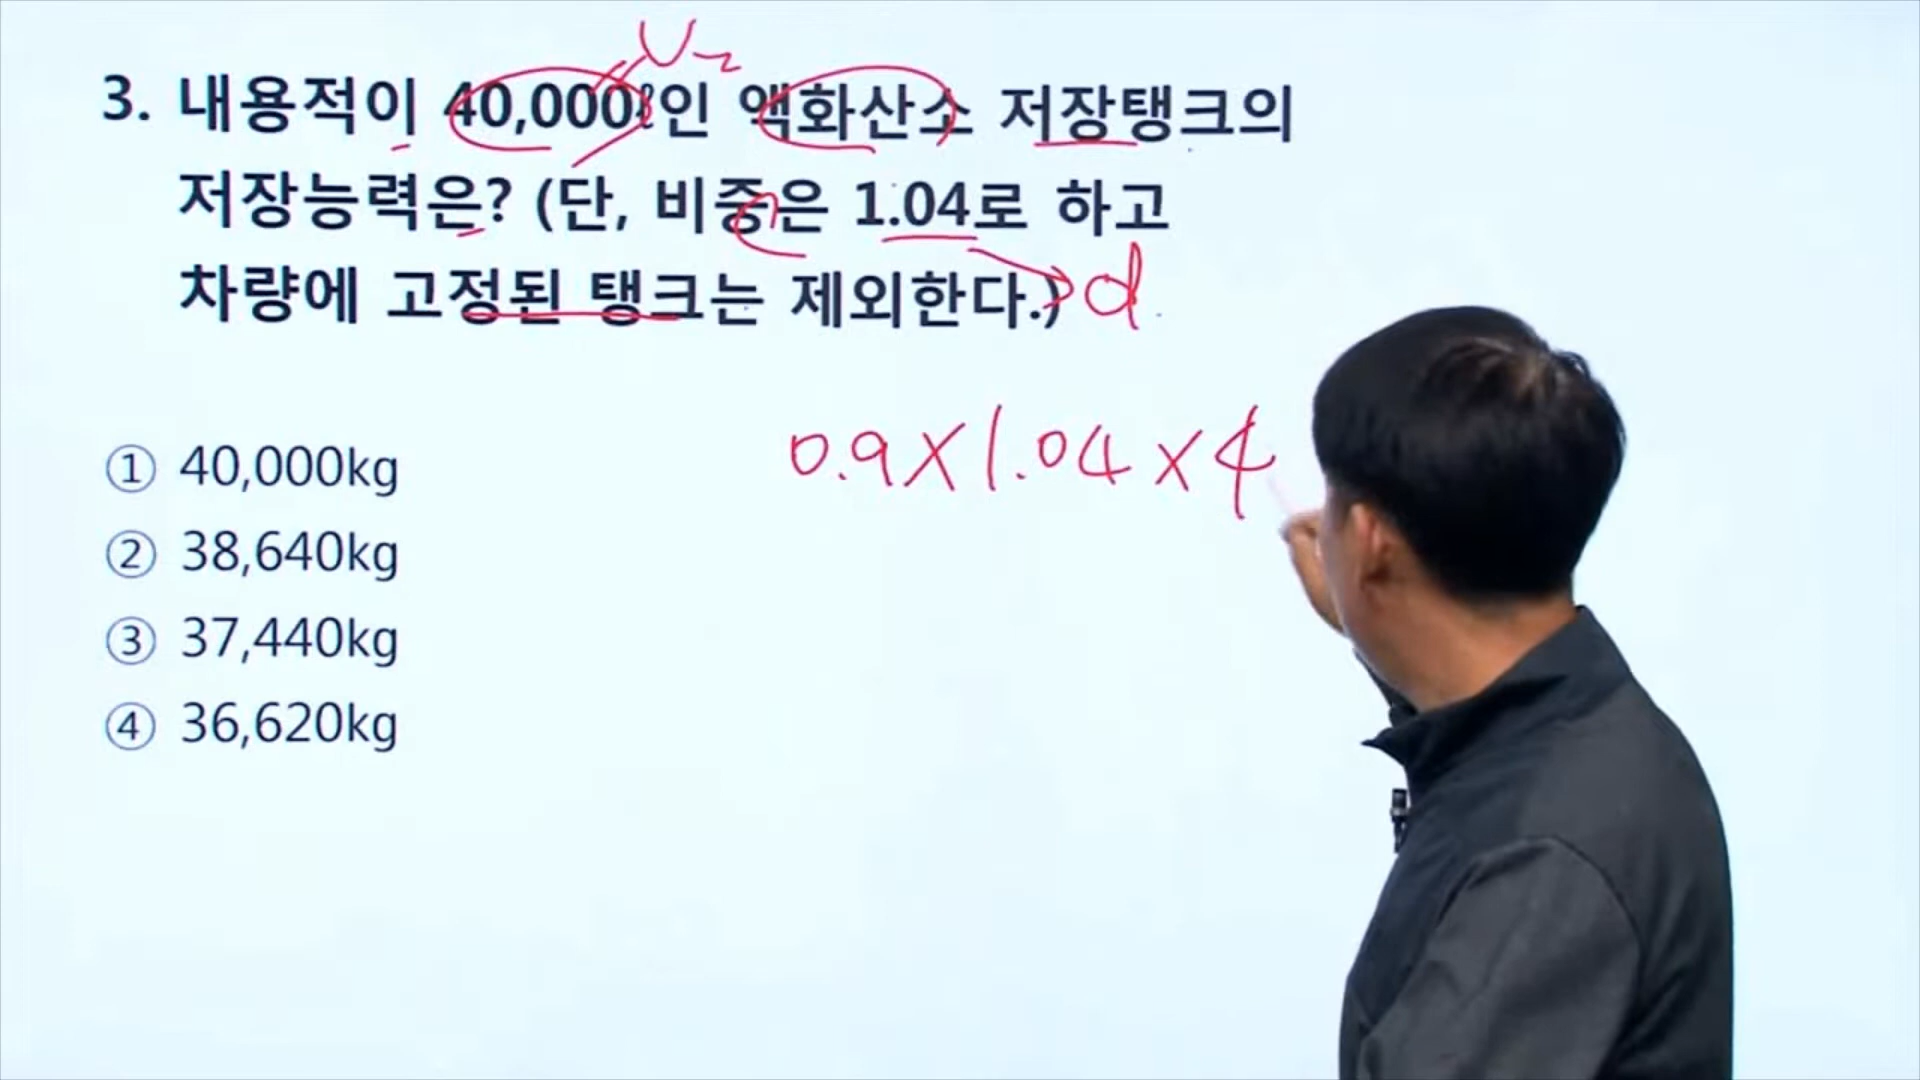 V₂
3. 내용적이 40,000ℓ인 액화산소 저장탱크의
저장능력은? (단, 비중은 1.04로 하고
차량에 고정된 탱크는 제외한다.) d
0.9×1.04×4
① 40,000kg
② 38,640kg
③ 37,440kg
④ 36,620kg